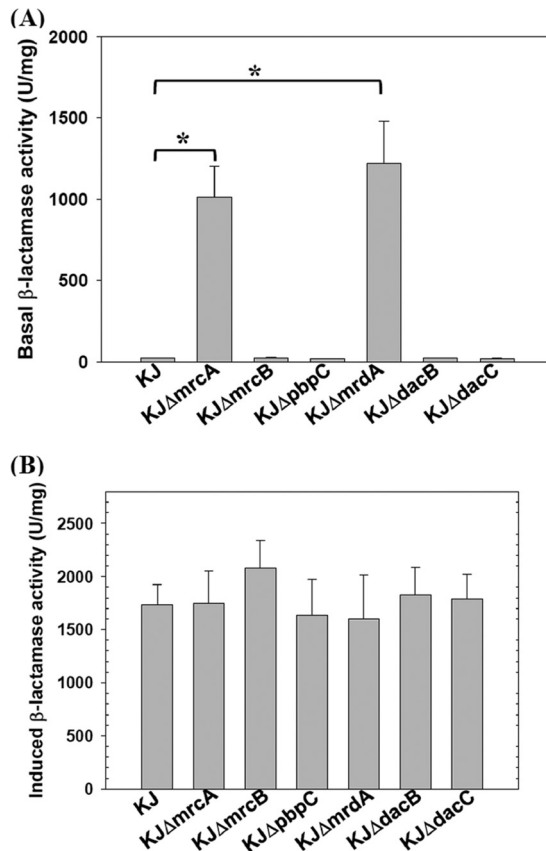 (A)
Basal β-lactamase activity (U/mg)
2000
1500
1000
500
0
*
*
KJ
KJΔmrcA
KJΔmrcB
KJΔpbpC
KJΔmrdA
KJΔdacB
KJΔdacC
(B)
Induced β-lactamase activity (U/mg)
2500
2000
1500
1000
500
0
KJ
KJΔmrcA
KJΔmrcB
KJΔpbpC
KJΔmrdA
KJΔdacB
KJΔdacC